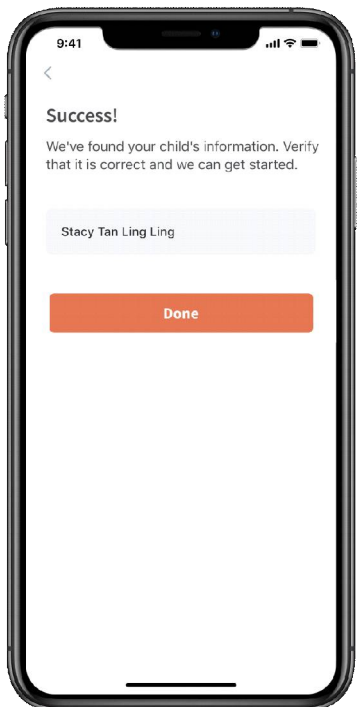 9:41
Success!
We've found your child's information. Verify
that it is correct and we can get started.
Stacy Tan Ling Ling
Done